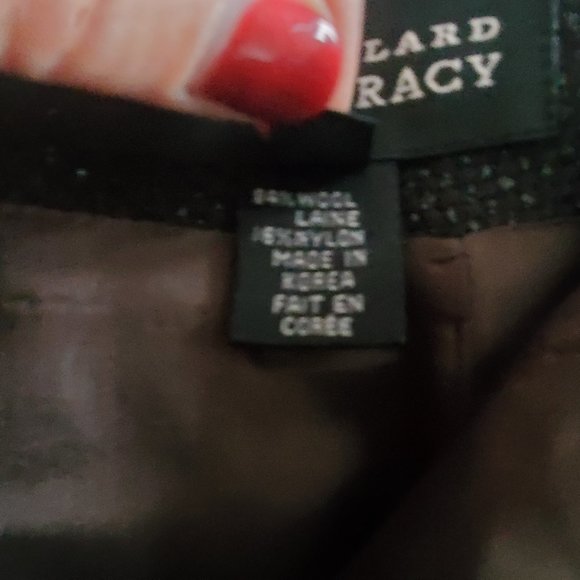 LARD
RACY
84% WOOL
LAINE
16% NYLON
MADE IN
KOREA
FAIT EN
CORÉE